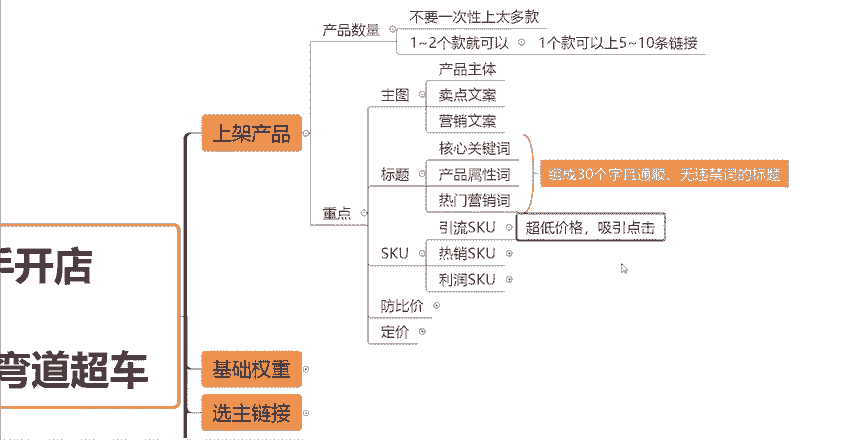 产品数量
不要一次性上太多款
1~2个款就可以
1个款可以上5~10条链接
上架产品
重点
主图
产品主体
卖点文案
营销文案
标题
核心关键词
产品属性词
热门营销词
组成30个字且通顺、无违禁词的标题
SKU
引流SKU
超低价格，吸引点击
热销SKU
利润SKU
防比价
定价
手开店
弯道超车
基础权重
选主链接